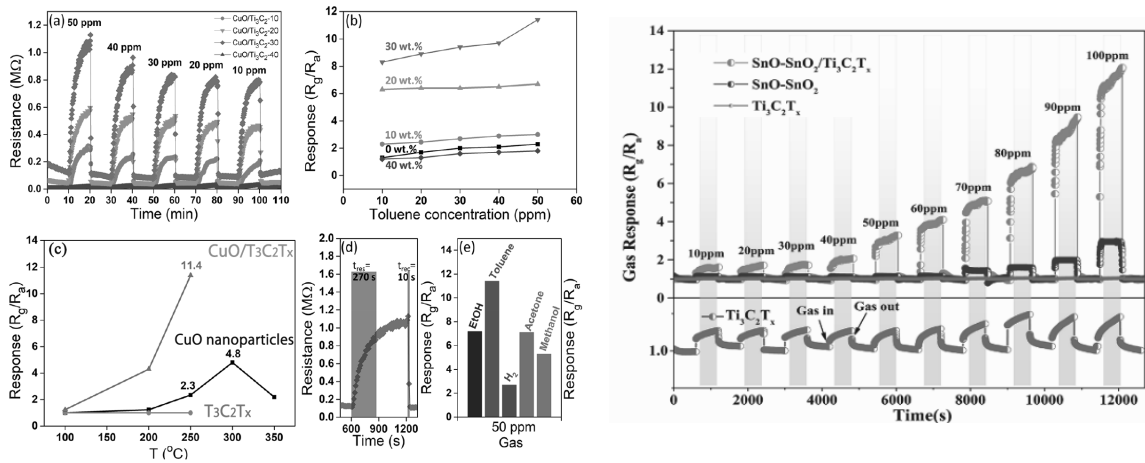 (a)
50 ppm
40 ppm
30 ppm
20 ppm
10 ppm
CuO/Ti₃C₂-10
CuO/Ti₃C₂-20
CuO/Ti₃C₂-30
CuO/Ti₃C₂-40
Resistance (MΩ)
1.2
1.0
0.8
0.6
0.4
0.2
0.0
0 10 20 30 40 50 60 70 80 90 100 110
Time (min)
(b)
30 wt.%
20 wt.%
10 wt.%
0 wt.%
40 wt.%
Response (Rg/Ra)
12
10
8
6
4
2
0
0 10 20 30 40 50 60
Toluene concentration (ppm)
(c)
CuO/T₃C₂Tx
11.4
CuO nanoparticles
4.8
2.3
T₃C₂Tx
Response (Rg/Ra)
14
12
10
8
6
4
2
0
100 150 200 250 300 350
T (°C)
(d)
tres=
270 s
trec=
10 s
Resistance (MΩ)
2.0
1.8
1.6
1.4
1.2
1.0
0.8
0.6
0.4
0.2
0.0
600 900 1200
Time (s)
(e)
EtOH
Toluene
H₂
Acetone
Methanol
Response (Rg/Ra)
14
12
10
8
6
4
2
0
50 ppm
Gas
Response (Rg/Ra)
SnO-SnO₂/Ti₃C₂Tx
SnO-SnO₂
Ti₃C₂Tx
10ppm
20ppm
30ppm
40ppm
50ppm
60ppm
70ppm
80ppm
90ppm
100ppm
Gas Response (Rg/Ra)
14
12
10
8
6
4
2
0
Ti₃C₂Tx
Gas in
Gas out
1.0
0 2000 4000 6000 8000 10000 12000
Time(s)